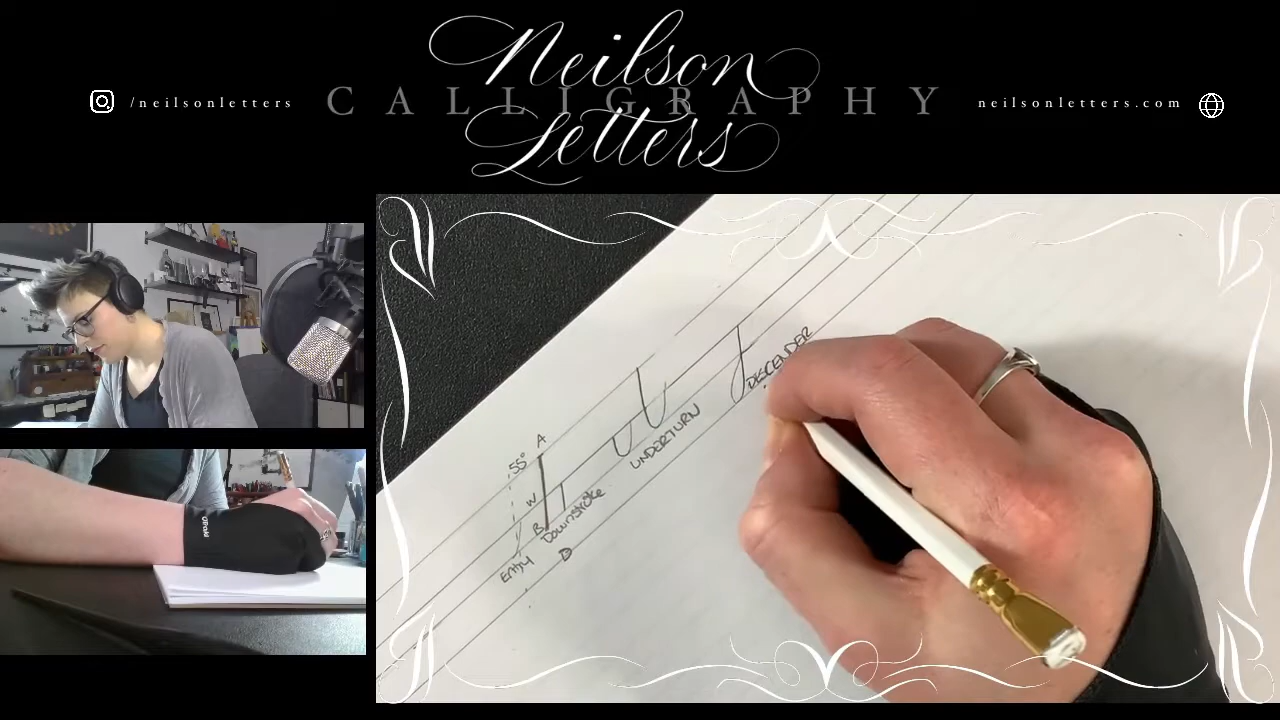 Neilson
CALLIGRAPHY
Letters
/neilsonletters
neilsonletters.com
A
55°
W
B
Downstroke
Entry
D
UNDERTURN
DESCENDER